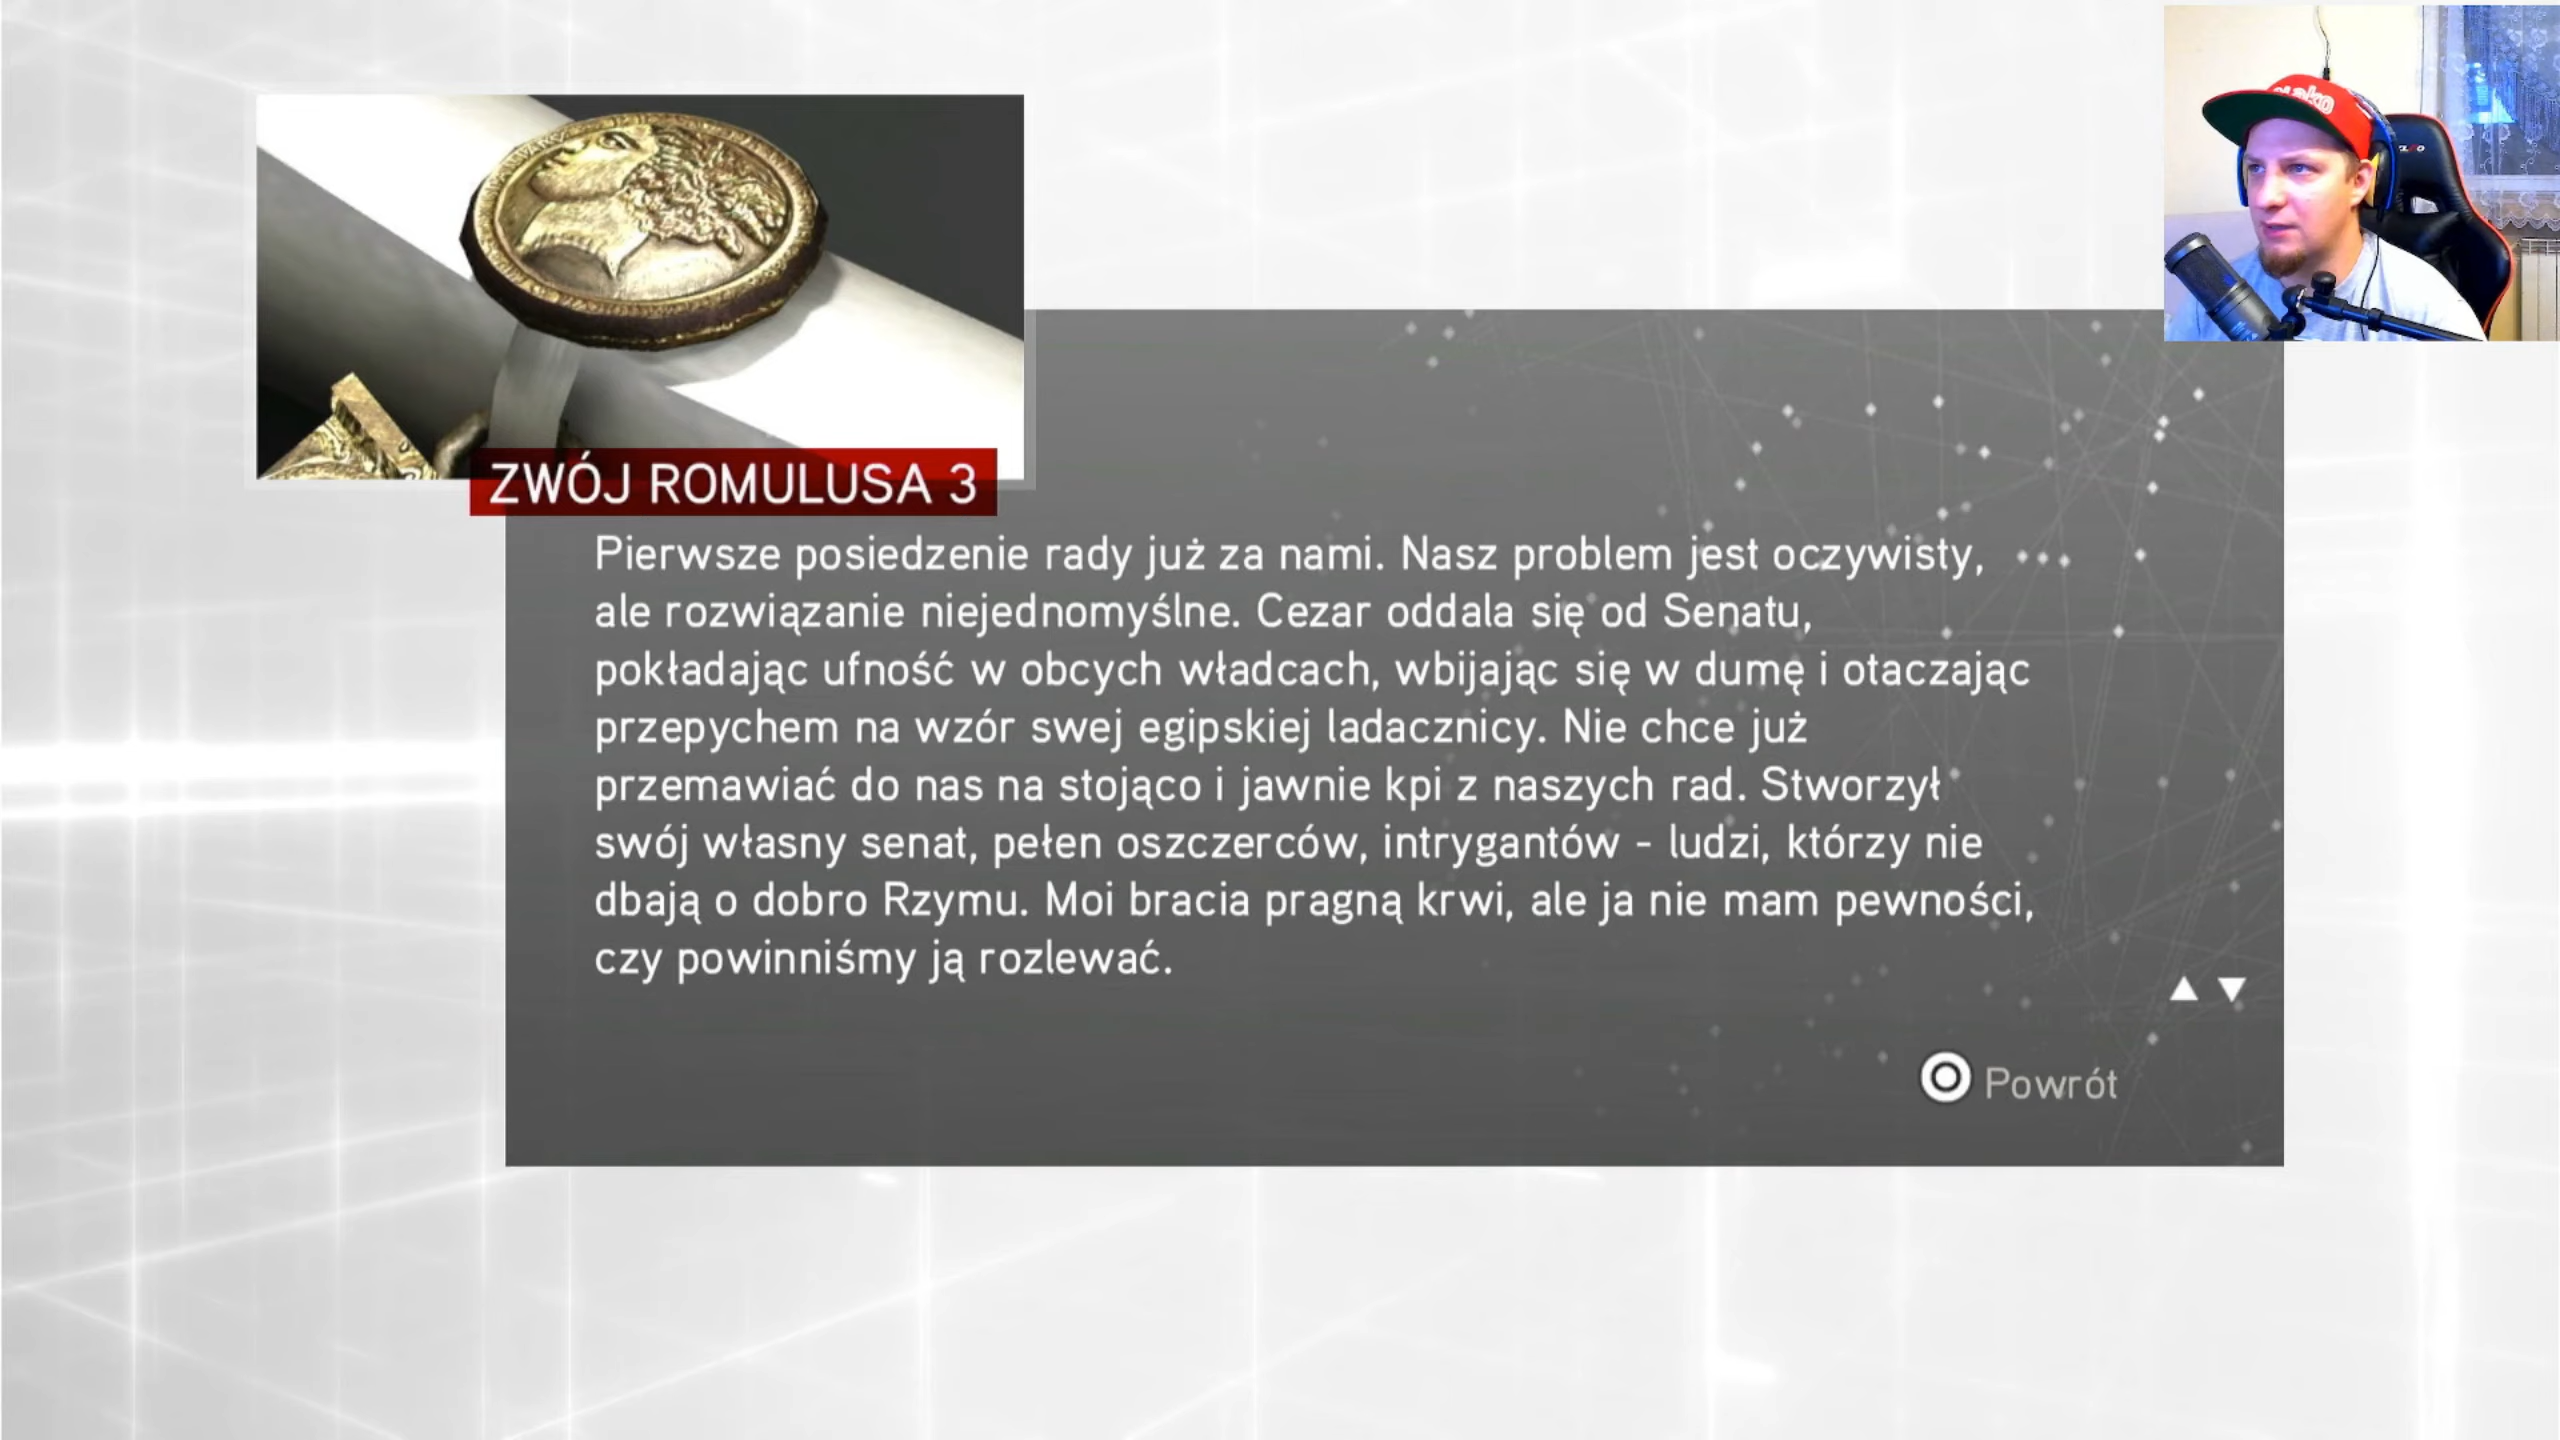 ZWÓJ ROMULUSA 3
Pierwsze posiedzenie rady już za nami. Nasz problem jest oczywisty,
ale rozwiązanie niejednomyślne. Cezar oddala się od Senatu,
pokładając ufność w obcych władcach, wbijając się w dumę i otaczając
przepychem na wzór swej egipskiej ladacznicy. Nie chce już
przemawiać do nas na stojąco i jawnie kpi z naszych rad. Stworzył
swój własny senat, pełen oszczerców, intrygantów - ludzi, którzy nie
dbają o dobro Rzymu. Moi bracia pragną krwi, ale ja nie mam pewności,
czy powinniśmy ją rozlewać.
Powrót